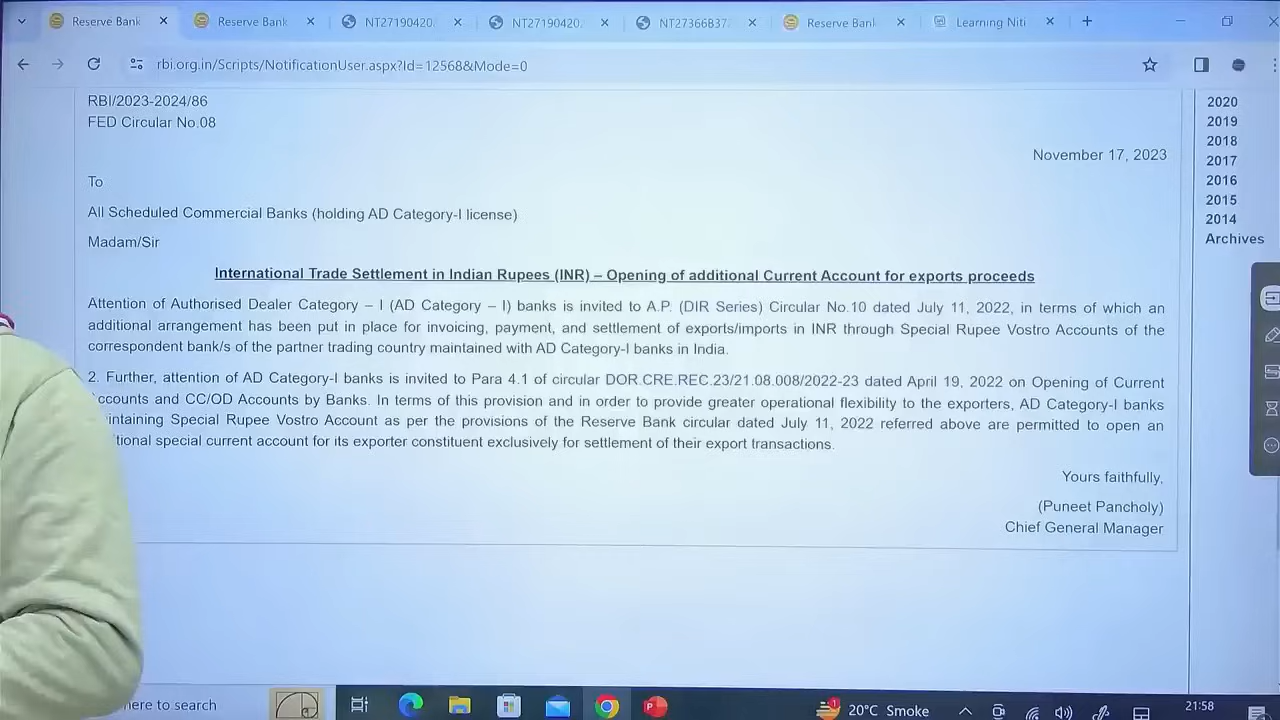 Reserve Bank
Reserve Bank
NT27190420.
NT27190420.
NT27366B37.
Reserve Bank
Learning Niti
rbi.org.in/Scripts/NotificationUser.aspx?Id=12568&Mode=0
RBI/2023-2024/86
FED Circular No.08
November 17, 2023
To
All Scheduled Commercial Banks (holding AD Category-I license)
Madam/Sir
International Trade Settlement in Indian Rupees (INR) – Opening of additional Current Account for exports proceeds
Attention of Authorised Dealer Category – I (AD Category – I) banks is invited to A.P. (DIR Series) Circular No.10 dated July 11, 2022, in terms of which an
additional arrangement has been put in place for invoicing, payment, and settlement of exports/imports in INR through Special Rupee Vostro Accounts of the
correspondent bank/s of the partner trading country maintained with AD Category-I banks in India.
2. Further, attention of AD Category-I banks is invited to Para 4.1 of circular DOR.CRE.REC.23/21.08.008/2022-23 dated April 19, 2022 on Opening of Current
ccounts and CC/OD Accounts by Banks. In terms of this provision and in order to provide greater operational flexibility to the exporters, AD Category-I banks
intaining Special Rupee Vostro Account as per the provisions of the Reserve Bank circular dated July 11, 2022 referred above are permitted to open an
tional special current account for its exporter constituent exclusively for settlement of their export transactions.
Yours faithfully,
(Puneet Pancholy)
Chief General Manager
2020
2019
2018
2017
2016
2015
2014
Archives
here to search
20°C Smoke
21:58